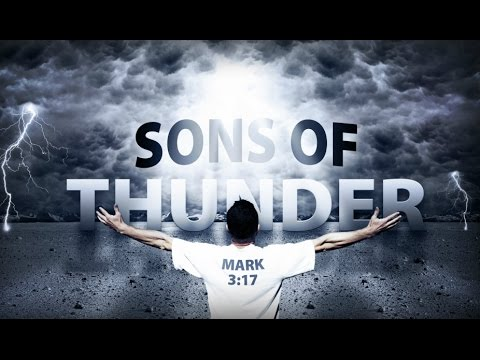 SONS OF
THUNDER
MARK
3:17